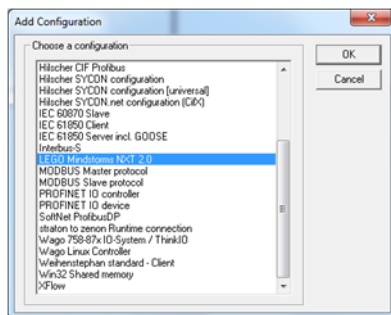 Add Configuration
Choose a configuration
OK
Cancel
Hilscher CIF Profibus
Hilscher SYCON configuration
Hilscher SYCON configuration (universal)
Hilscher SYCON.net configuration (CifX)
IEC 60870 Slave
IEC 61850 Client
IEC 61850 Server incl. GOOSE
Interbus-S
LEGO Mindstorms NXT 2.0
MODBUS Master protocol
MODBUS Slave protocol
PROFINET IO controller
PROFINET IO device
SoftNet ProfibusDP
straton to zenon Runtime connection
Wago 758-87x IO-System / ThinkIO
Wago Linux Controller
Weihenstephan standard - Client
Win32 Shared memory
XFlow